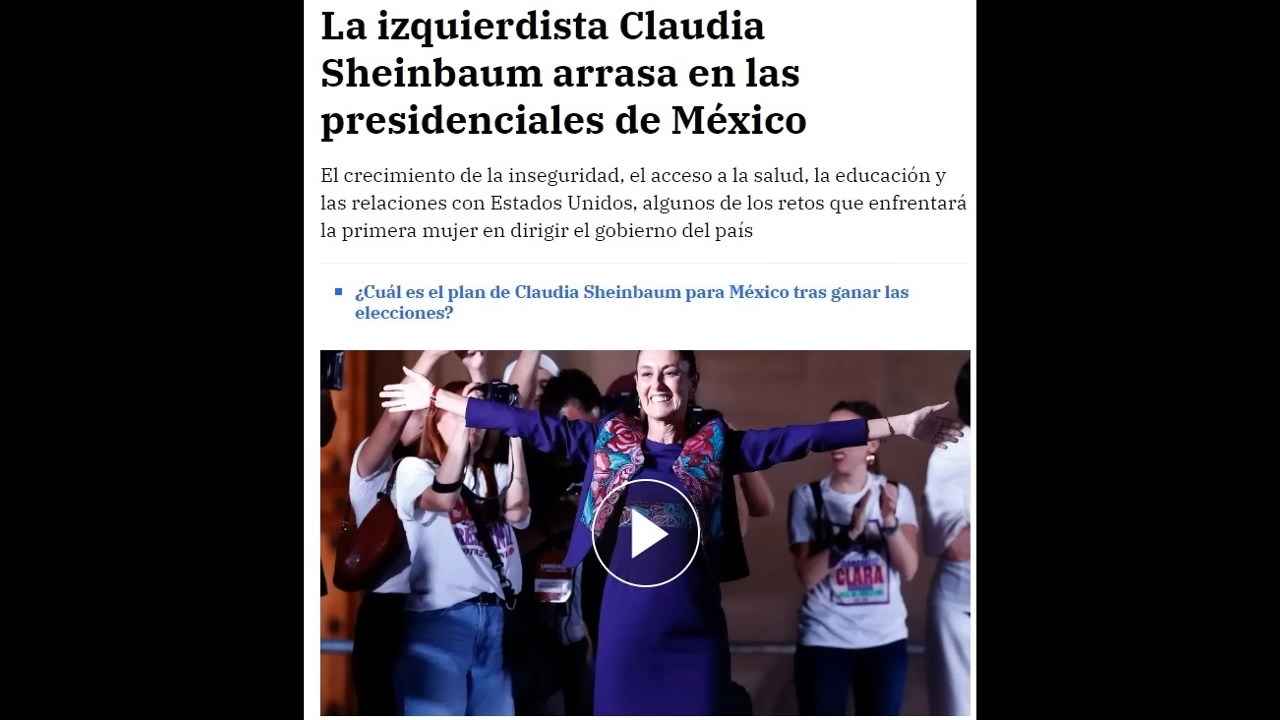 La izquierdista Claudia
Sheinbaum arrasa en las
presidenciales de México
El crecimiento de la inseguridad, el acceso a la salud, la educación y
las relaciones con Estados Unidos, algunos de los retos que enfrentará
la primera mujer en dirigir el gobierno del país
¿Cuál es el plan de Claudia Sheinbaum para México tras ganar las
elecciones?
CLARA